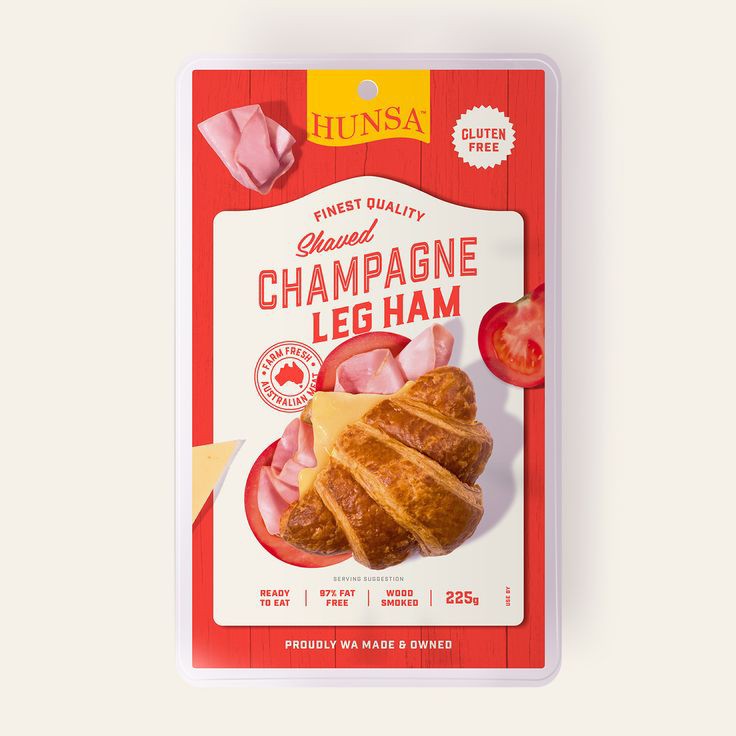 HUNSA™
GLUTEN
FREE
FINEST QUALITY
Shaved
CHAMPAGNE
LEG HAM
FARM FRESH
AUSTRALIAN MEAT
SERVING SUGGESTION
READY
TO EAT
97% FAT
FREE
WOOD
SMOKED
225g
USE BY
PROUDLY WA MADE & OWNED